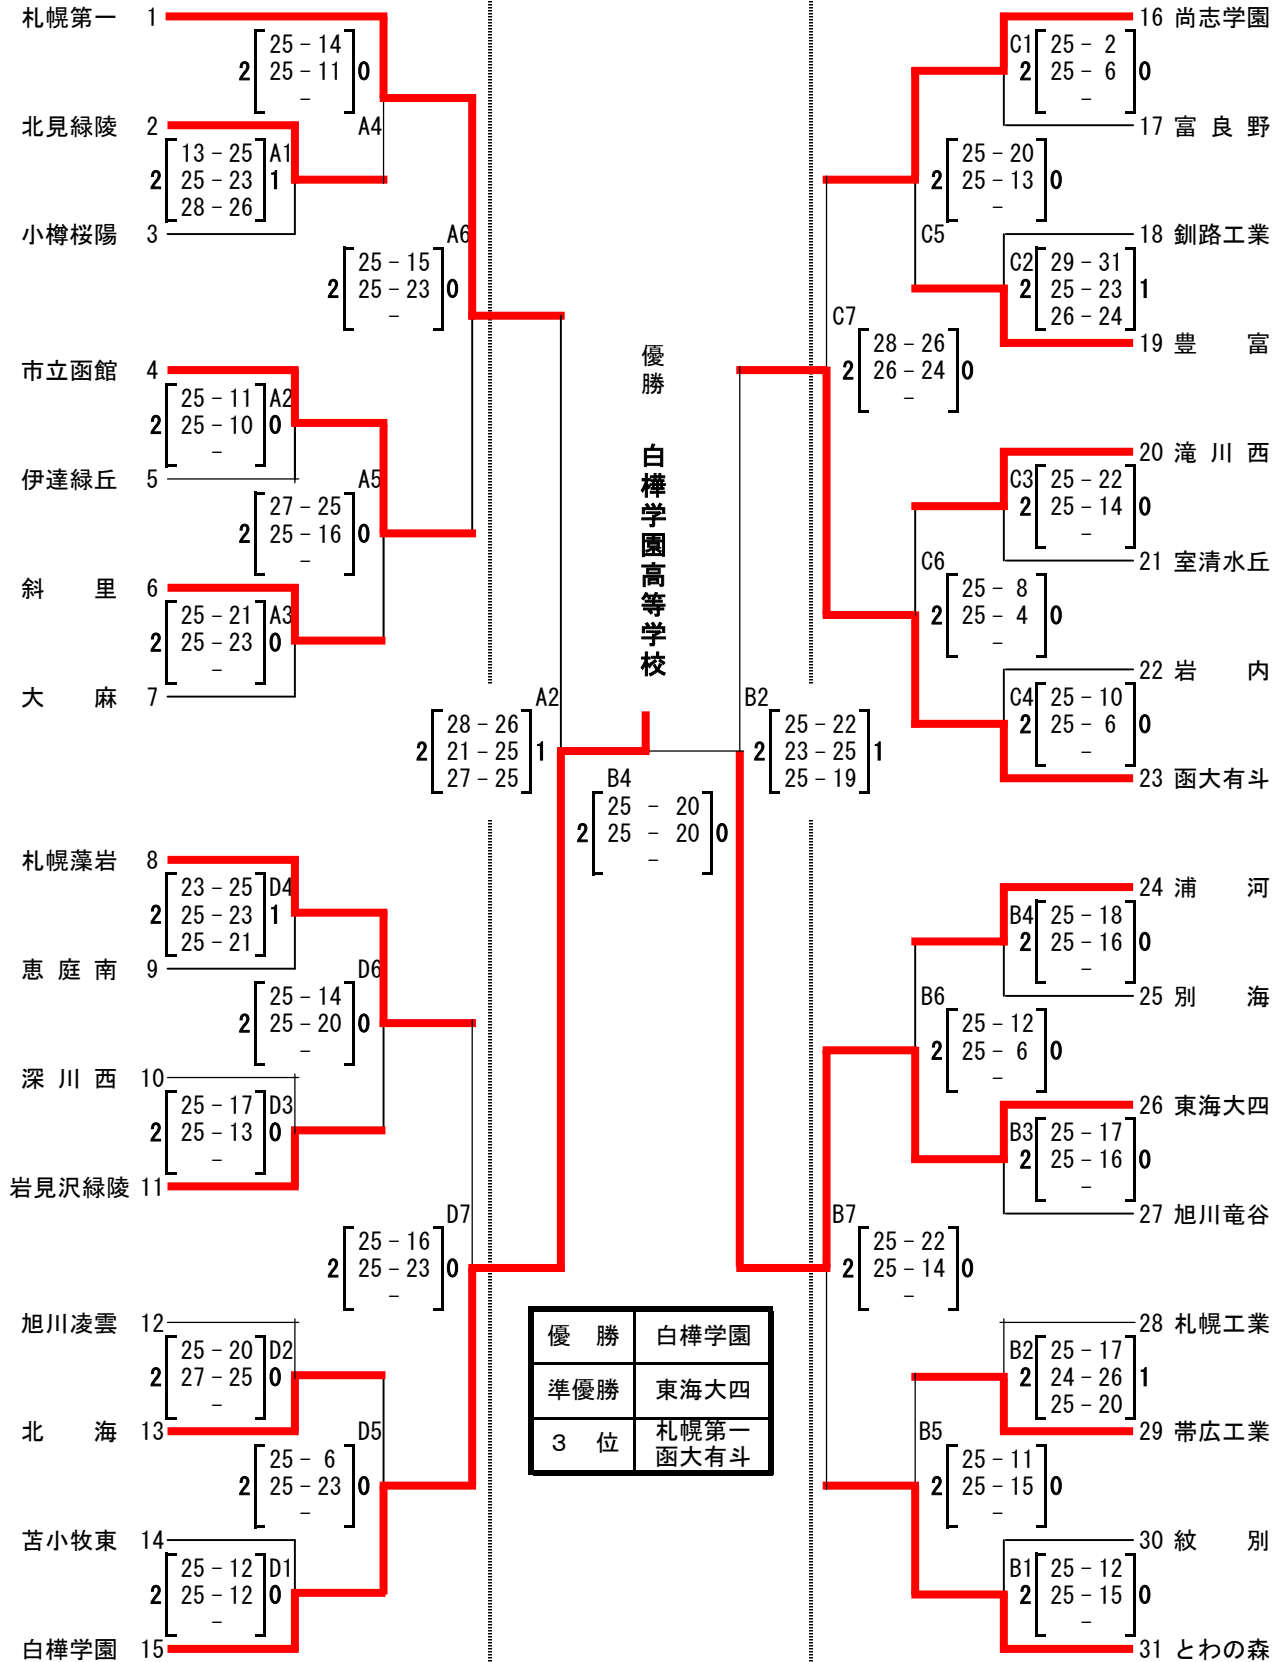 札幌第一 1
25 - 14
2 25 - 11 0
-
A4
北見緑陵 2
13 - 25 A1
2 25 - 23 1
28 - 26
小樽桜陽 3
A6
25 - 15
2 25 - 23 0
-
市立函館 4
25 - 11 A2
2 25 - 10 0
-
伊達緑丘 5
A5
27 - 25
2 25 - 16 0
-
斜里 6
25 - 21 A3
2 25 - 23 0
-
大麻 7
A2
28 - 26
2 21 - 25 1
27 - 25
札幌藻岩 8
23 - 25 D4
2 25 - 23 1
25 - 21
恵庭南 9
D6
25 - 14
2 25 - 20 0
-
深川西 10
25 - 17 D3
2 25 - 13 0
-
岩見沢緑陵 11
D7
25 - 16
2 25 - 23 0
-
旭川凌雲 12
25 - 20 D2
2 27 - 25 0
-
北海 13
D5
25 - 6
2 25 - 23 0
-
苫小牧東 14
25 - 12 D1
2 25 - 12 0
-
白樺学園 15
優勝 白樺学園高等学校
B4
25 - 20
2 25 - 20 0
-
優勝 白樺学園
準優勝 東海大四
3位 札幌第一
函大有斗
16 尚志学園
C1 25 - 2
2 25 - 6 0
-
17 富良野
25 - 20
2 25 - 13 0
-
C5
18 釧路工業
C2 29 - 31
2 25 - 23 1
26 - 24
19 豊富
C7
28 - 26
2 26 - 24 0
-
20 滝川西
C3 25 - 22
2 25 - 14 0
-
21 室清水丘
C6
25 - 8
2 25 - 4 0
-
22 岩内
C4 25 - 10
2 25 - 6 0
-
23 函大有斗
B2
25 - 22
2 23 - 25 1
25 - 19
24 浦河
B4 25 - 18
2 25 - 16 0
-
25 別海
B6
25 - 12
2 25 - 6 0
-
26 東海大四
B3 25 - 17
2 25 - 16 0
-
27 旭川竜谷
B7
25 - 22
2 25 - 14 0
-
28 札幌工業
B2 25 - 17
2 24 - 26 1
25 - 20
29 帯広工業
B5
25 - 11
2 25 - 15 0
-
30 紋別
B1 25 - 12
2 25 - 15 0
-
31 とわの森